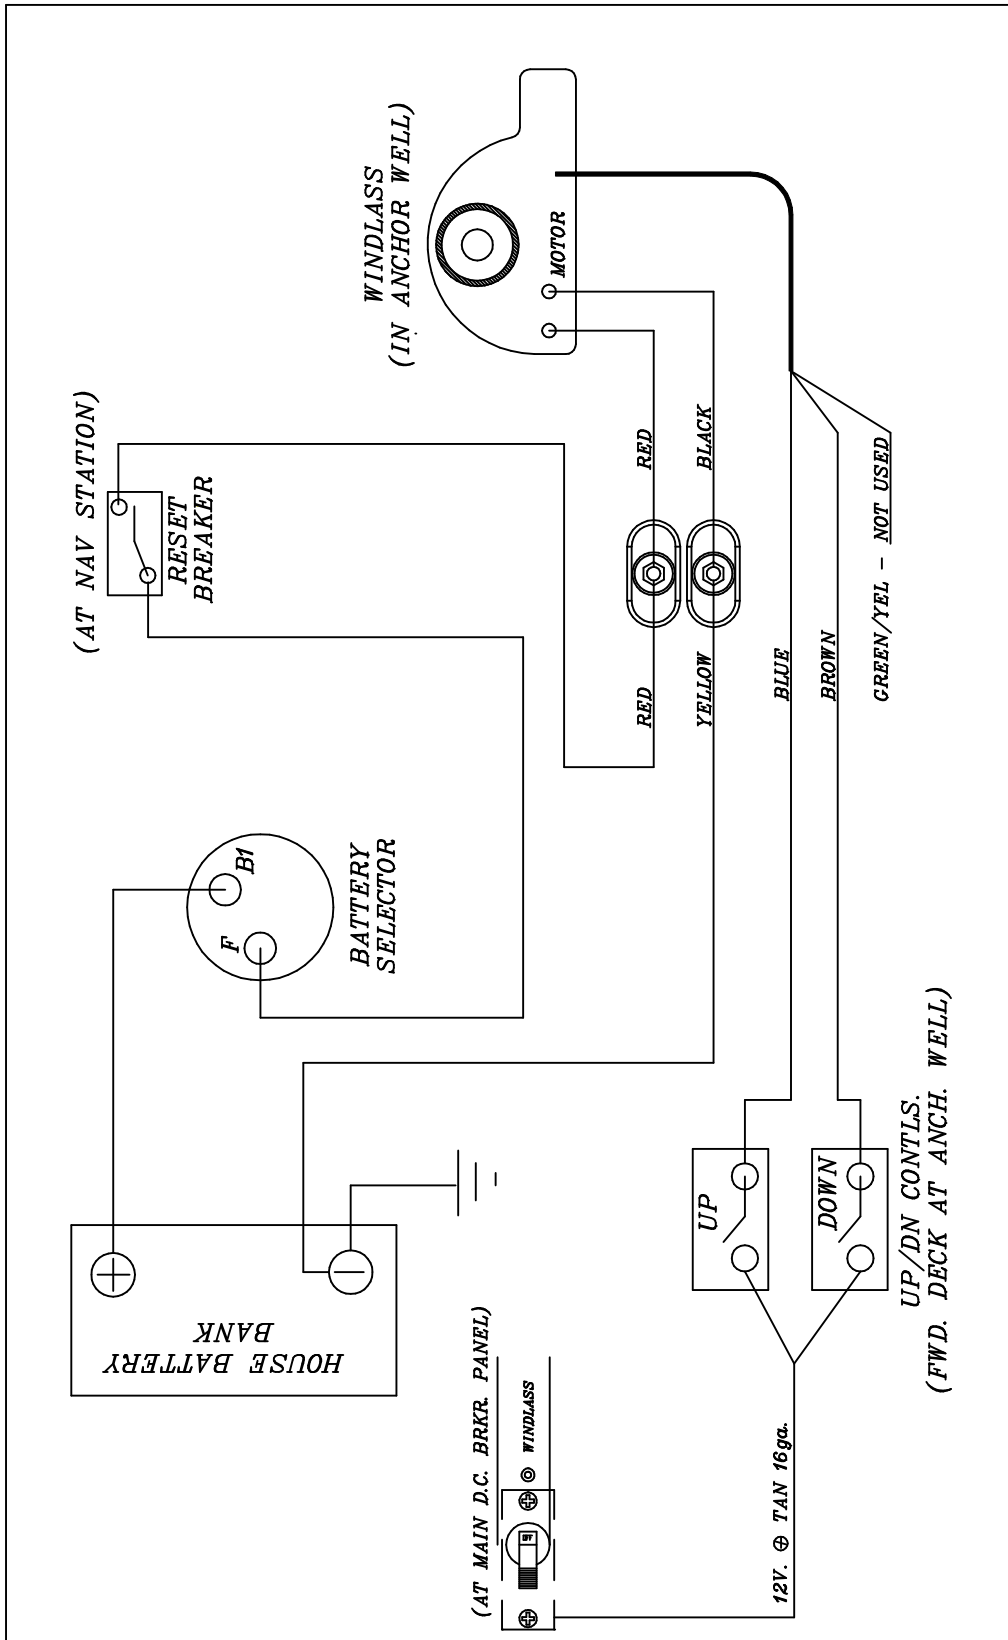 WINDLASS
(IN ANCHOR WELL)
MOTOR
(AT NAV STATION)
RESET
BREAKER
RED
BLACK
RED
YELLOW
BLUE
BROWN
GREEN/YEL - NOT USED
B1
F
BATTERY
SELECTOR
HOUSE BATTERY
BANK
UP
DOWN
UP/DN CONTLS.
(FWD. DECK AT ANCH. WELL)
(AT MAIN D.C. BRKR. PANEL)
WINDLASS
OFF
12V. ⊕ TAN 16ga.